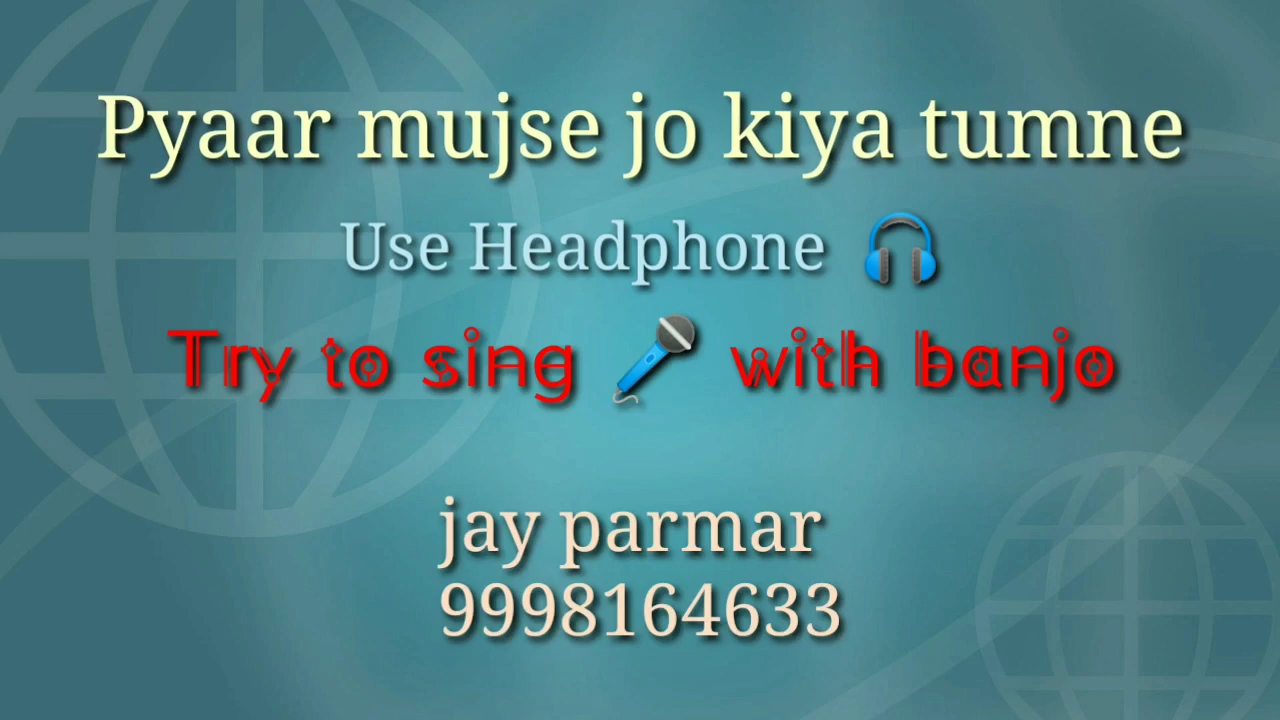 Pyaar mujse jo kiya tumne
Use Headphone 🎧
Try to sing 🎤 with banjo
jay parmar
9998164633